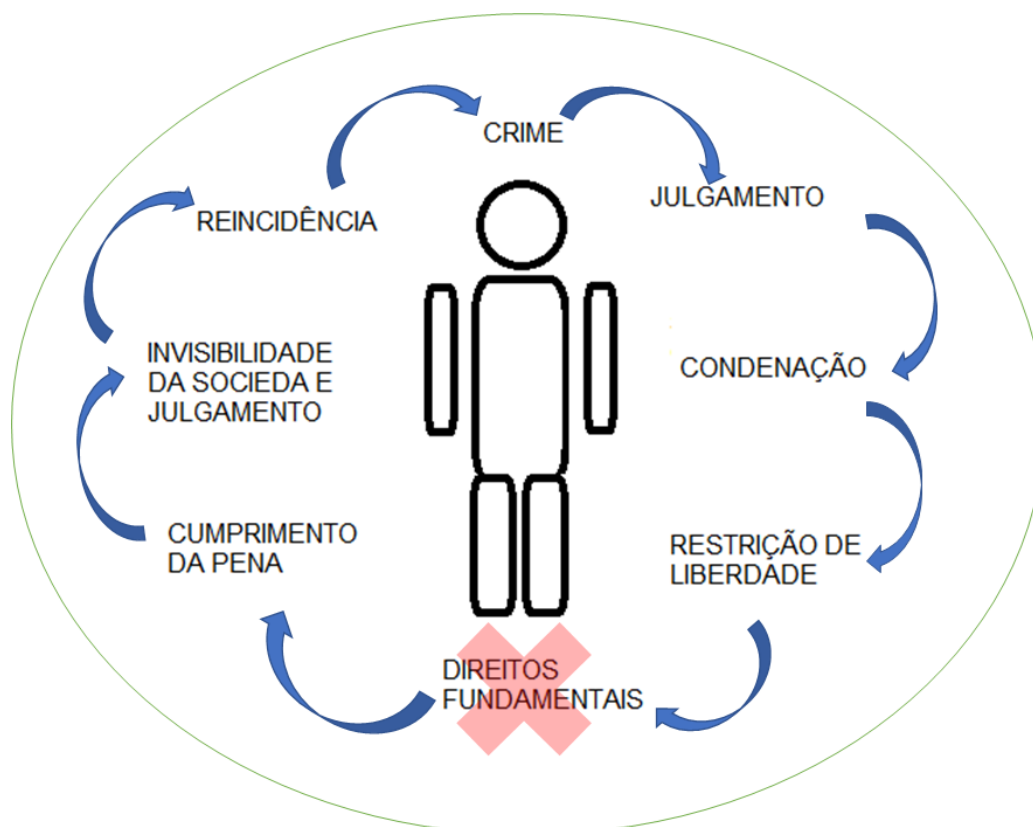 CRIME
JULGAMENTO
CONDENAÇÃO
RESTRIÇÃO DE
LIBERDADE
DIREITOS
FUNDAMENTAIS
CUMPRIMENTO
DA PENA
INVISIBILIDADE
DA SOCIEDA E
JULGAMENTO
REINCIDÊNCIA